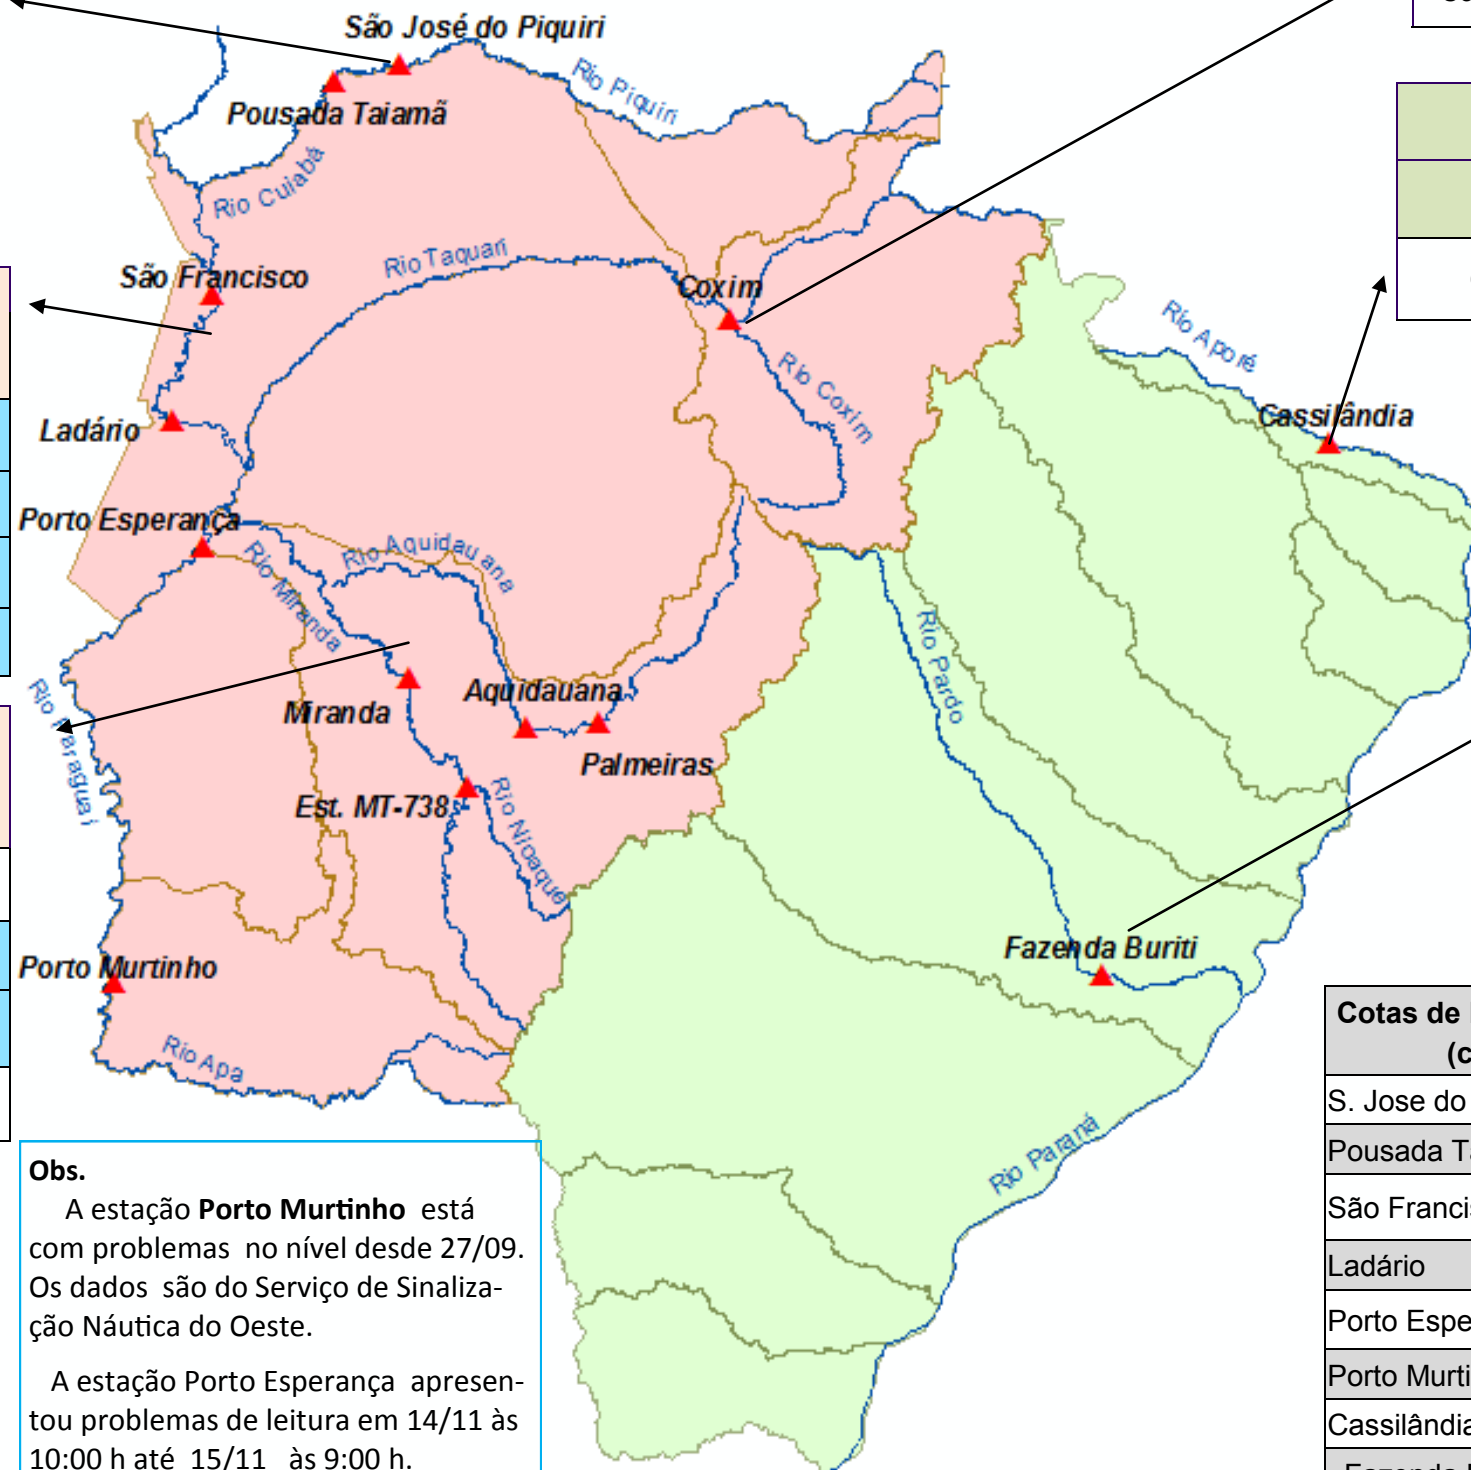 São José do Piquiri
Rio Piquiri
Pousada Taiamã
Rio Cuiabá
Rio Taquari
São Francisco
Coxim
Rio Aporé
Rio Coxim
Cassilândia
Ladário
Porto Esperança
Rio Aquidauana
Rio Miranda
Rio Pardo
Rio Paraguai
Aquidauana
Miranda
Palmeiras
Est. MT-738
Rio Nioaque
Fazenda Buriti
Porto Murtinho
Rio Apa
Rio Paraná
Cotas de
(c
S. Jose do
Pousada T
São Franci
Ladário
Porto Espe
Porto Murti
Cassilândia
Obs.
A estação Porto Murtinho está
com problemas no nível desde 27/09.
Os dados são do Serviço de Sinaliza-
ção Náutica do Oeste.
A estação Porto Esperança apresen-
tou problemas de leitura em 14/11 às
10:00 h até 15/11 às 9:00 h.